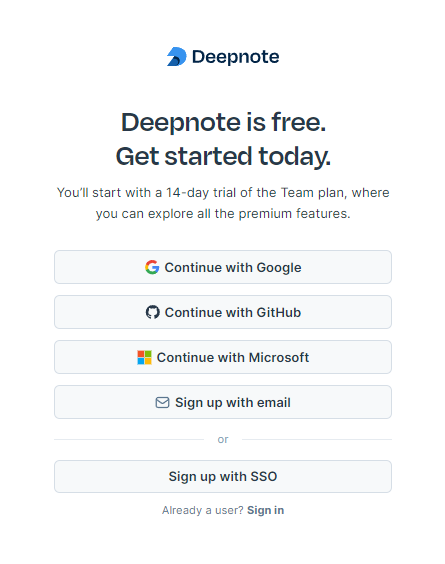 Deepnote
Deepnote is free.
Get started today.
You’ll start with a 14-day trial of the Team plan, where
you can explore all the premium features.
Continue with Google
Continue with GitHub
Continue with Microsoft
Sign up with email
or
Sign up with SSO
Already a user? Sign in